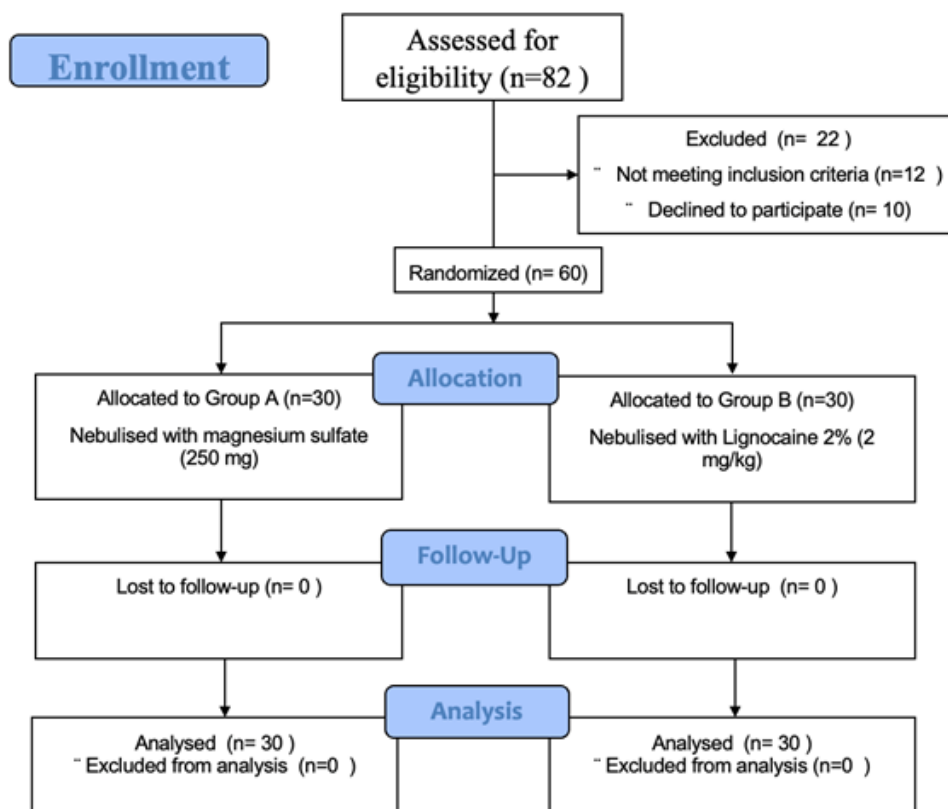 Enrollment
Assessed for
eligibility (n=82 )
Excluded (n= 22 )
¨ Not meeting inclusion criteria (n=12 )
¨ Declined to participate (n= 10)
Randomized (n= 60)
Allocation
Allocated to Group A (n=30)
Nebulised with magnesium sulfate
(250 mg)
Allocated to Group B (n=30)
Nebulised with Lignocaine 2% (2
mg/kg)
Follow-Up
Lost to follow-up (n= 0 )
Lost to follow-up (n= 0 )
Analysis
Analysed (n= 30 )
¨ Excluded from analysis (n=0 )
Analysed (n= 30 )
¨ Excluded from analysis (n=0 )